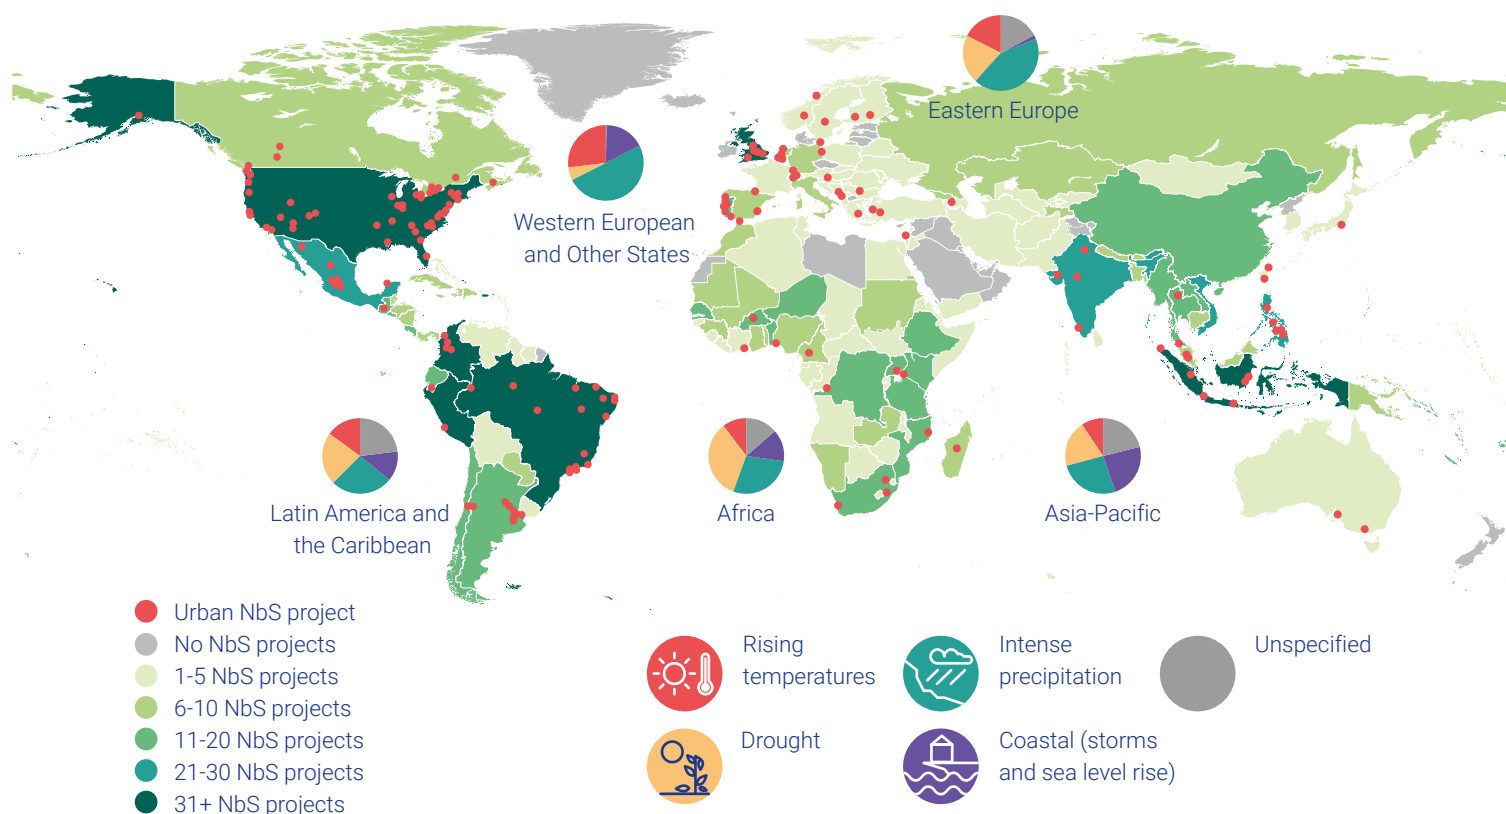 Eastern Europe
Western European
and Other States
Latin America and
the Caribbean
Africa
Asia-Pacific
Urban NbS project
No NbS projects
1-5 NbS projects
6-10 NbS projects
11-20 NbS projects
21-30 NbS projects
31+ NbS projects
Rising
temperatures
Intense
precipitation
Unspecified
Drought
Coastal (storms
and sea level rise)